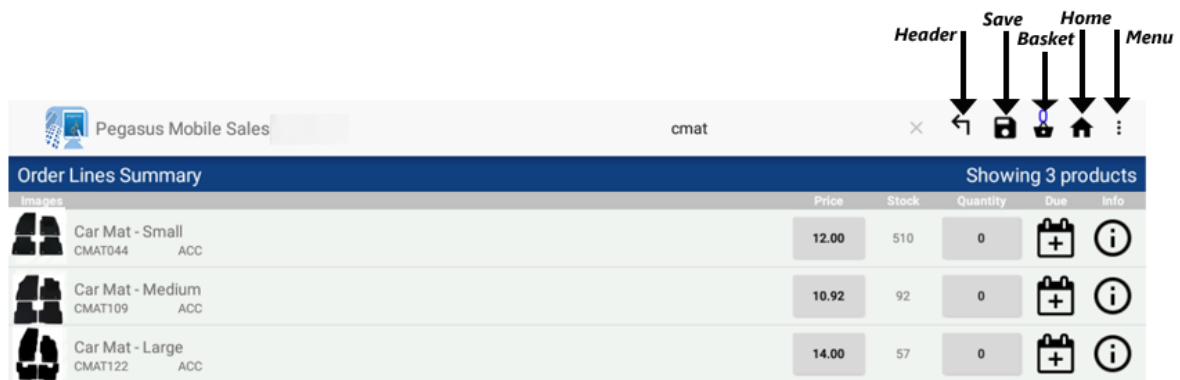 Save Home
Header Basket Menu
Pegasus Mobile Sales cmat
0
Order Lines Summary Showing 3 products
Images Price Stock Quantity Due Info
Car Mat - Small
CMAT044 ACC
12.00 510 0
Car Mat - Medium
CMAT109 ACC
10.92 92 0
Car Mat - Large
CMAT122 ACC
14.00 57 0